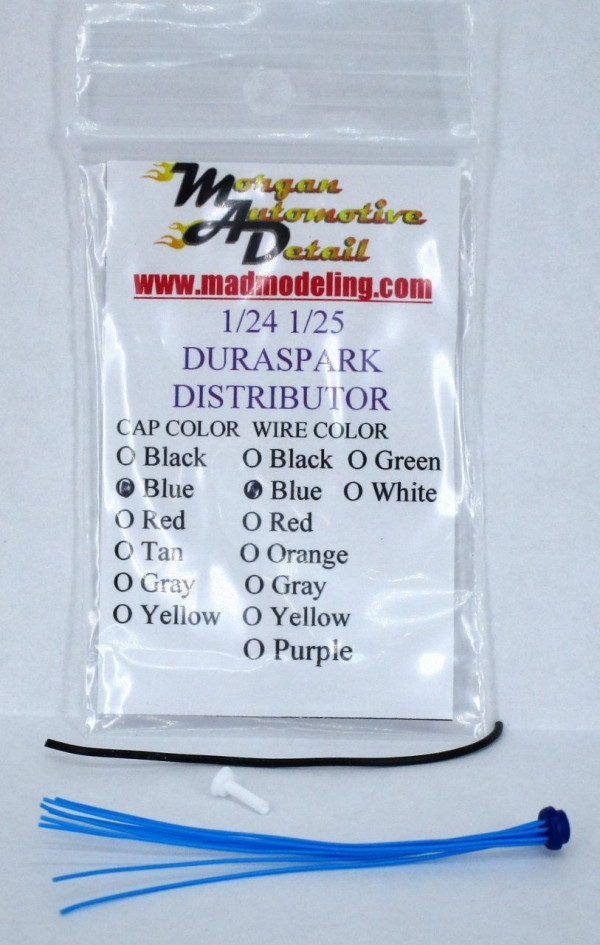 Morgan
Automotive
Detail
www.madmodeling.com
1/24 1/25
DURASPARK
DISTRIBUTOR
CAP COLOR WIRE COLOR
O Black O Black O Green
O Blue O Blue O White
O Red O Red
O Tan O Orange
O Gray O Gray
O Yellow O Yellow
O Purple